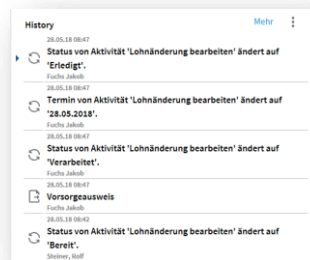 History
Mehr
28.05.18 08:47
Status von Aktivität 'Lohnänderung bearbeiten' ändert auf
'Erledigt'.
Fuchs Jakob
28.05.18 08:47
Termin von Aktivität 'Lohnänderung bearbeiten' ändert auf
'28.05.2018'.
Fuchs Jakob
28.05.18 08:47
Status von Aktivität 'Lohnänderung bearbeiten' ändert auf
'Verarbeitet'.
Fuchs Jakob
28.05.18 08:47
Vorsorgeausweis
Fuchs Jakob
28.05.18 08:42
Status von Aktivität 'Lohnänderung bearbeiten' ändert auf
'Bereit'.
Steiner, Rolf